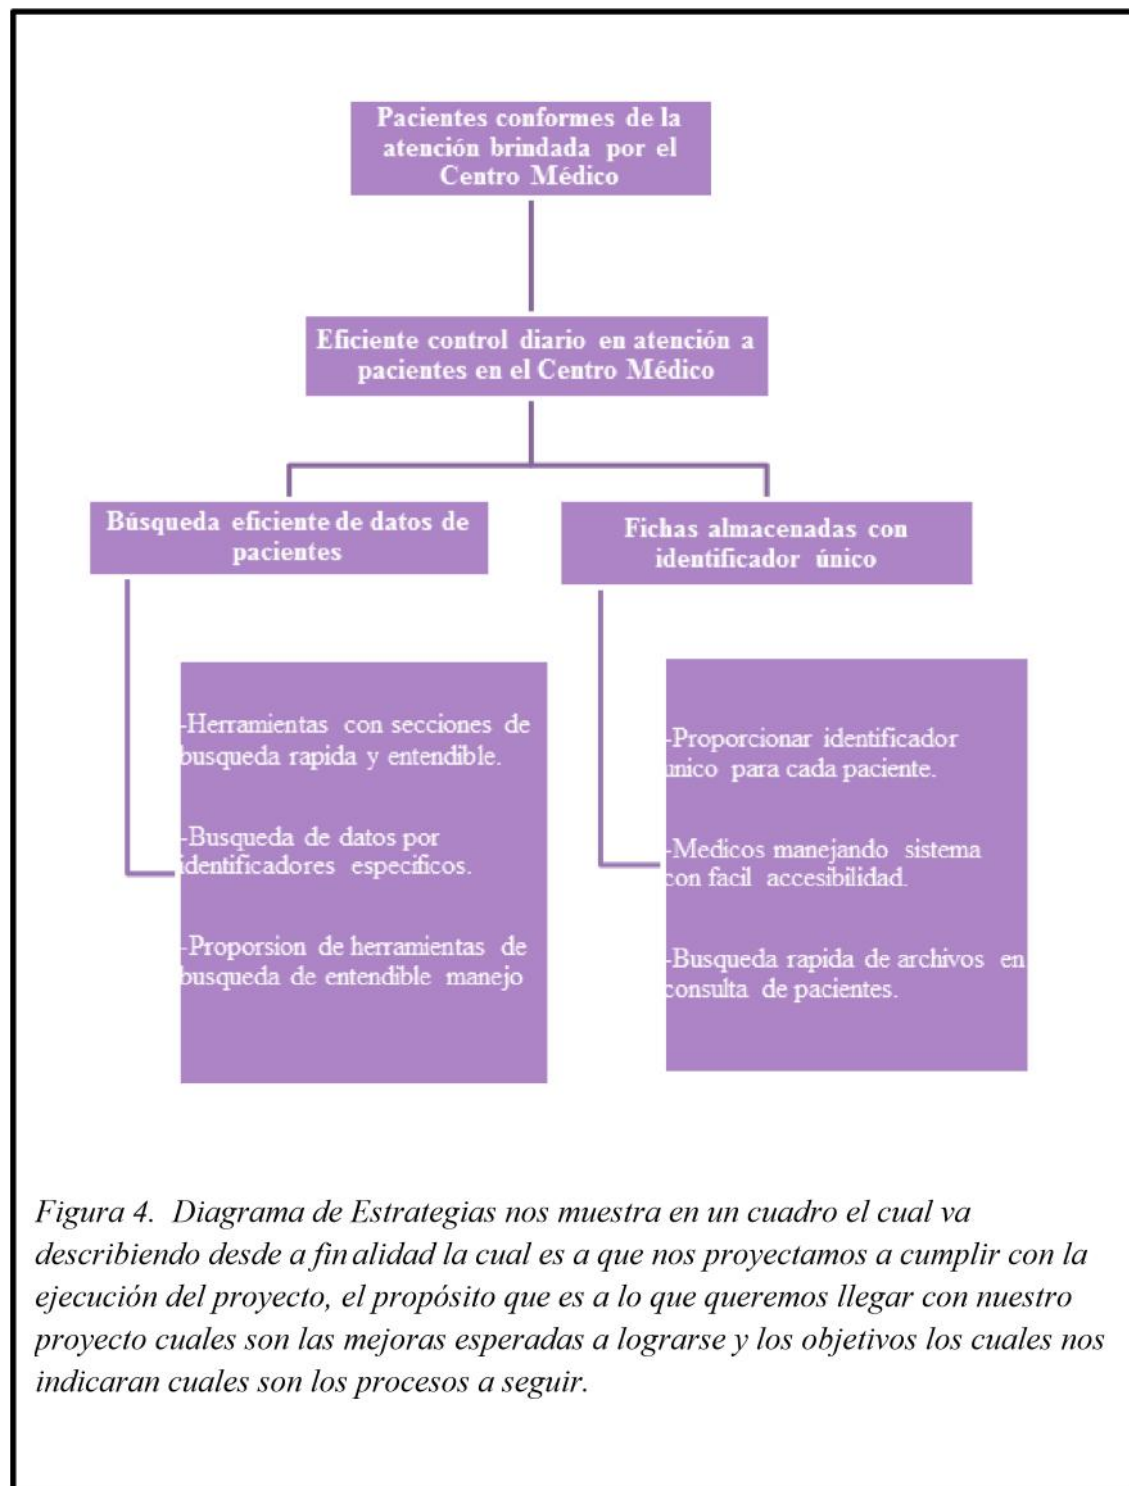 Pacientes conformes de la
atención brindada por el
Centro Médico
Eficiente control diario en atención a
pacientes en el Centro Médico
Búsqueda eficiente de datos de
pacientes
Fichas almacenadas con
identificador único
-Herramientas con secciones de
busqueda rapida y entendible.
-Busqueda de datos por
identificadores especificos.
-Proporsion de herramientas de
busqueda de entendible manejo
-Proporcionar identificador
unico para cada paciente.
-Medicos manejando sistema
con facil accesibilidad.
-Busqueda rapida de archivos en
consulta de pacientes.
Figura 4. Diagrama de Estrategias nos muestra en un cuadro el cual va
describiendo desde a finalidad la cual es a que nos proyectamos a cumplir con la
ejecución del proyecto, el propósito que es a lo que queremos llegar con nuestro
proyecto cuales son las mejoras esperadas a lograrse y los objetivos los cuales nos
indicaran cuales son los procesos a seguir.